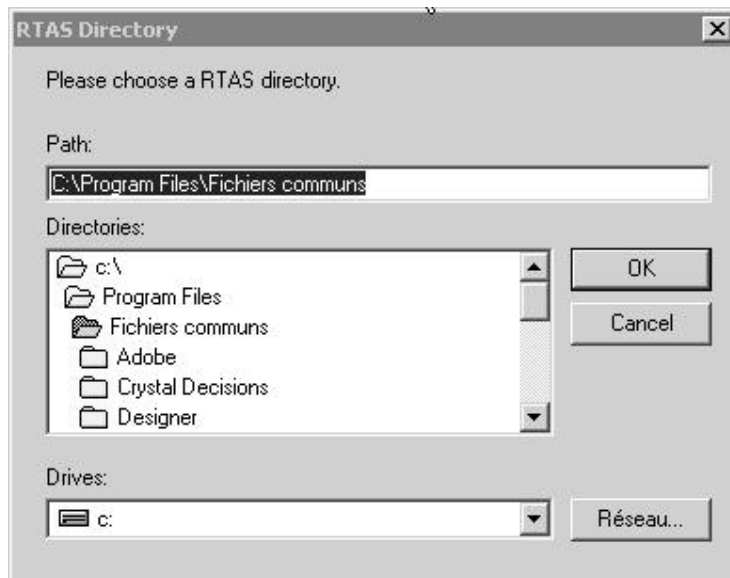 RTAS Directory
Please choose a RTAS directory.
Path:
C:\Program Files\Fichiers communs
Directories:
c:\
Program Files
Fichiers communs
Adobe
Crystal Decisions
Designer
OK
Cancel
Drives:
c:
Réseau...